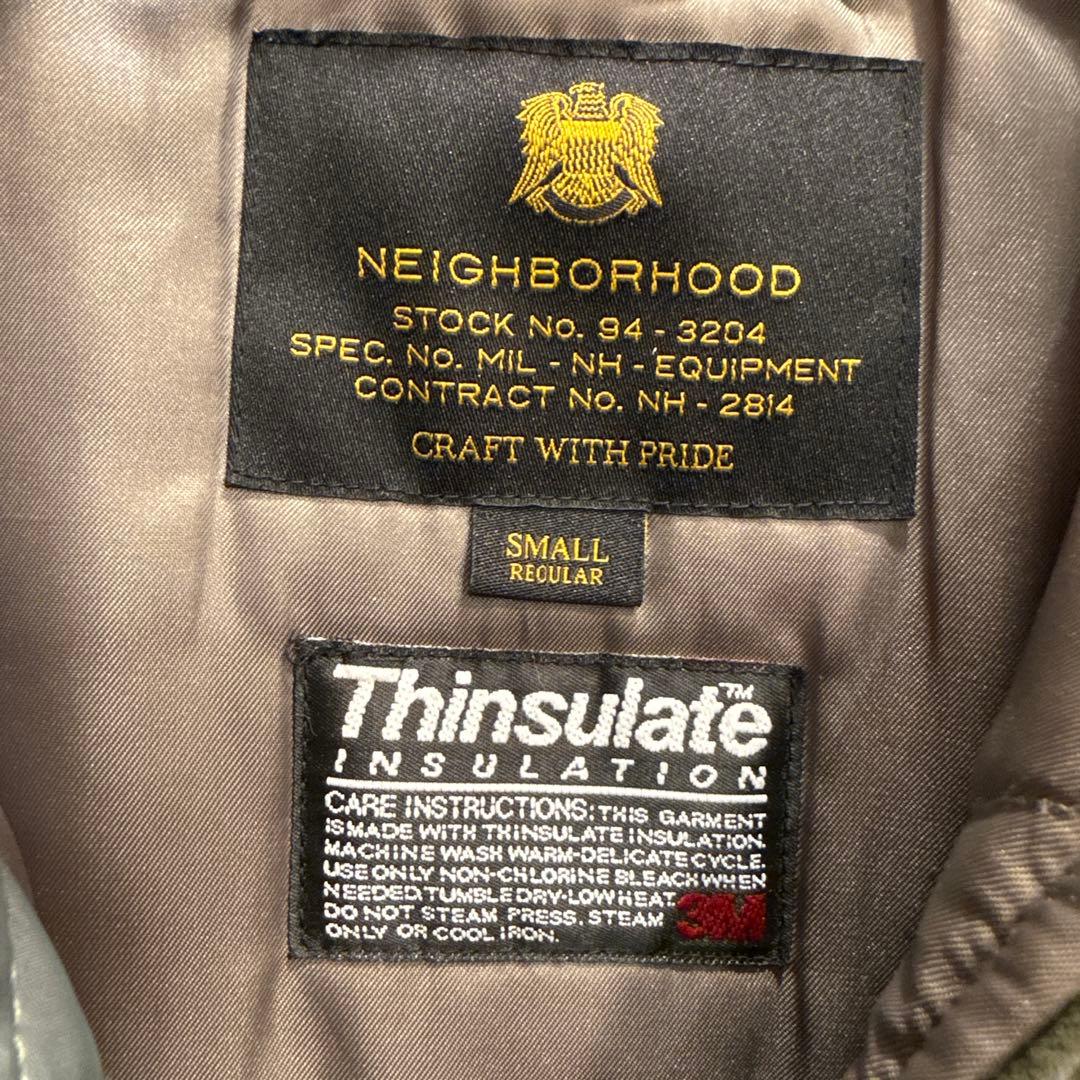 NEIGHBORHOOD
STOCK No. 94 - 3204
SPEC. NO. MIL - NH - EQUIPMENT
CONTRACT No. NH - 2814
CRAFT WITH PRIDE
SMALL
REGULAR
Thinsulate™
INSULATION
CARE INSTRUCTIONS: THIS GARMENT
IS MADE WITH THINSULATE INSULATION.
MACHINE WASH WARM-DELICATE CYCLE.
USE ONLY NON-CHLORINE BLEACH WHEN
NEEDED. TUMBLE DRY-LOW HEAT.
DO NOT STEAM PRESS. STEAM
ONLY OR COOL IRON.
3M